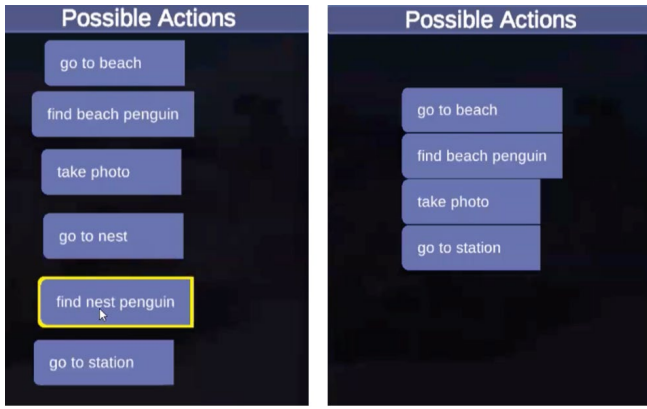 Possible Actions
go to beach
find beach penguin
take photo
go to nest
find nest penguin
go to station
Possible Actions
go to beach
find beach penguin
take photo
go to station